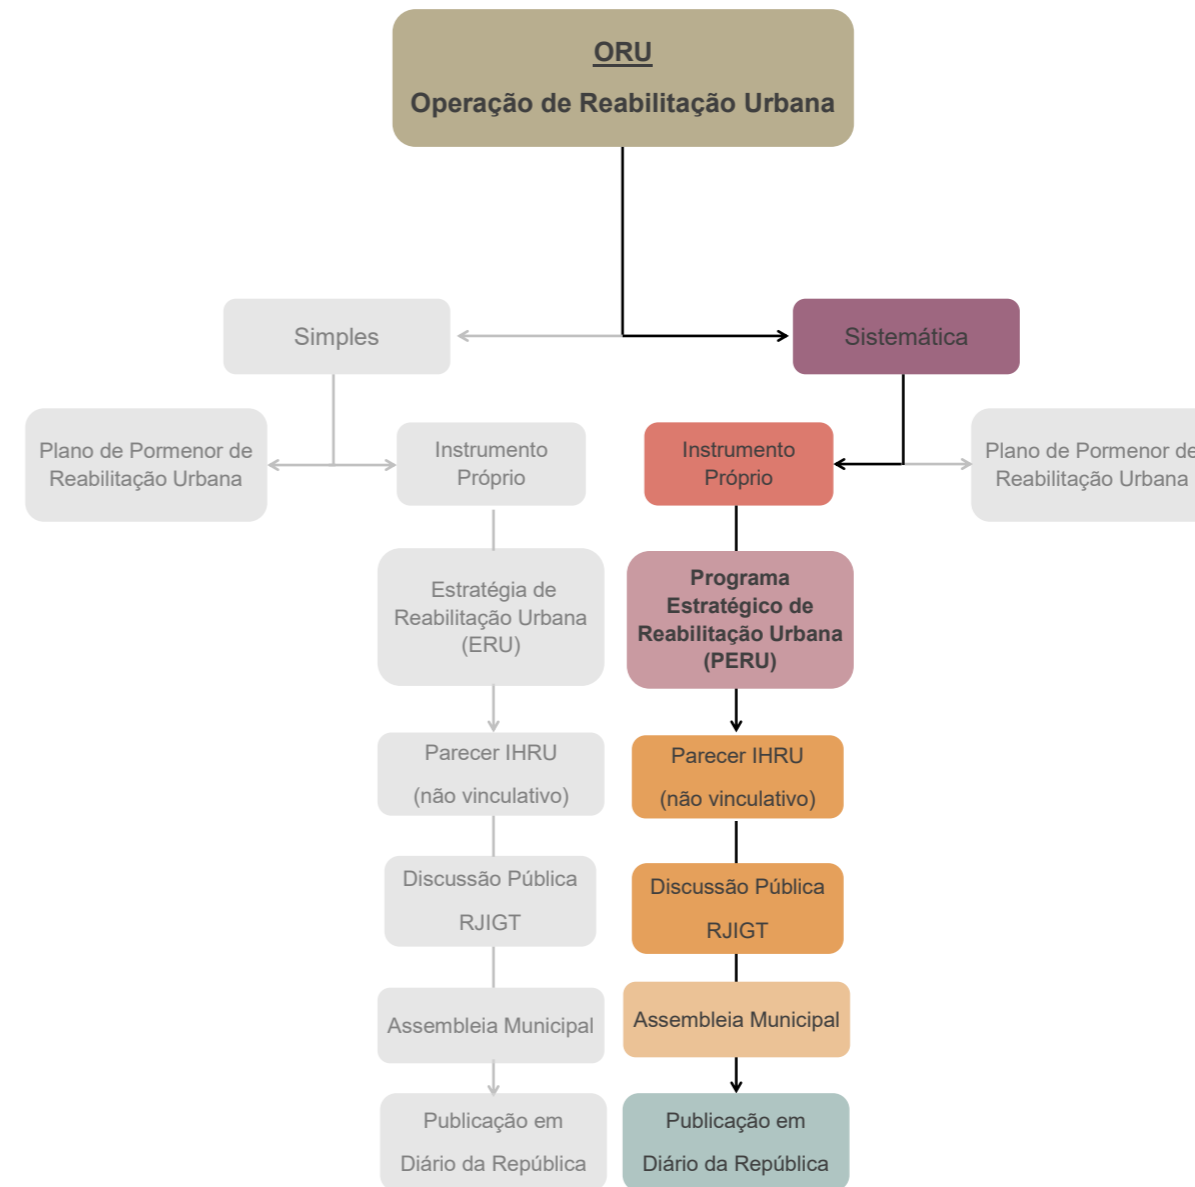 ORU
Operação de Reabilitação Urbana
Simples
Sistemática
Plano de Pormenor de
Reabilitação Urbana
Instrumento
Próprio
Instrumento
Próprio
Plano de Pormenor de
Reabilitação Urbana
Estratégia de
Reabilitação Urbana
(ERU)
Programa
Estratégico de
Reabilitação Urbana
(PERU)
Parecer IHRU
(não vinculativo)
Parecer IHRU
(não vinculativo)
Discussão Pública
RJIGT
Discussão Pública
RJIGT
Assembleia Municipal
Assembleia Municipal
Publicação em
Diário da República
Publicação em
Diário da República